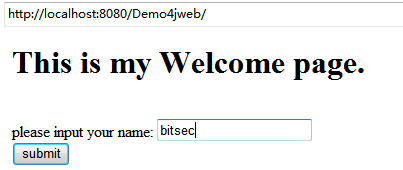 http://localhost:8080/Demo4jweb/
This is my Welcome page.
please input your name: bitsec
submit